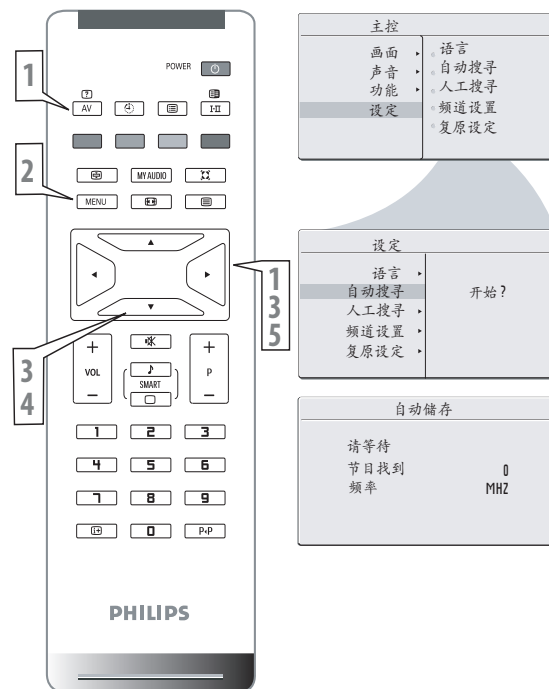 POWER
1
AV
I-II
2
MY AUDIO
MENU
1
3
5
3
4
+
+
VOL
SMART
P
−
−
1 2 3
4 5 6
7 8 9
i+ 0 P‹P
PHILIPS
主控
画面
声音
功能
设定
语言
自动搜寻
人工搜寻
频道设置
复原设定
设定
语言
自动搜寻
人工搜寻
频道设置
复原设定
开始？
自动储存
请等待
节目找到 0
频率 MHZ